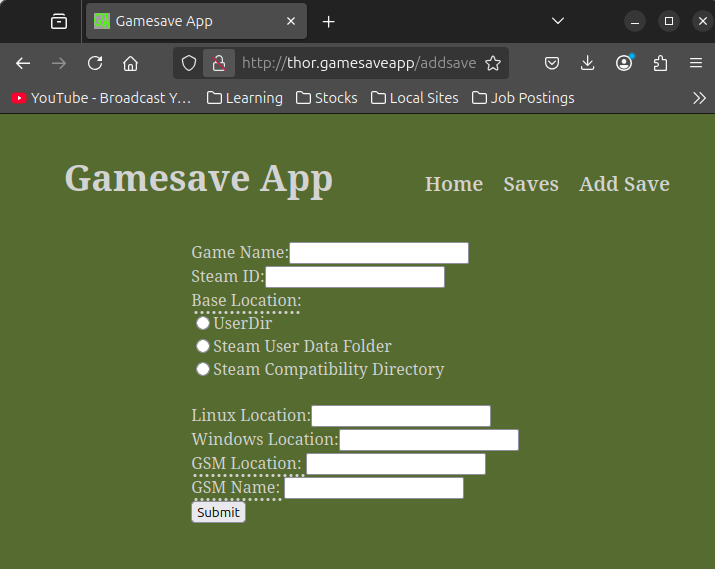 Gamesave App
http://thor.gamesaveapp/addsave
YouTube - Broadcast Y... Learning Stocks Local Sites Job Postings
Gamesave App Home Saves Add Save
Game Name:
Steam ID:
Base Location:
UserDir
Steam User Data Folder
Steam Compatibility Directory
Linux Location:
Windows Location:
GSM Location:
GSM Name:
Submit